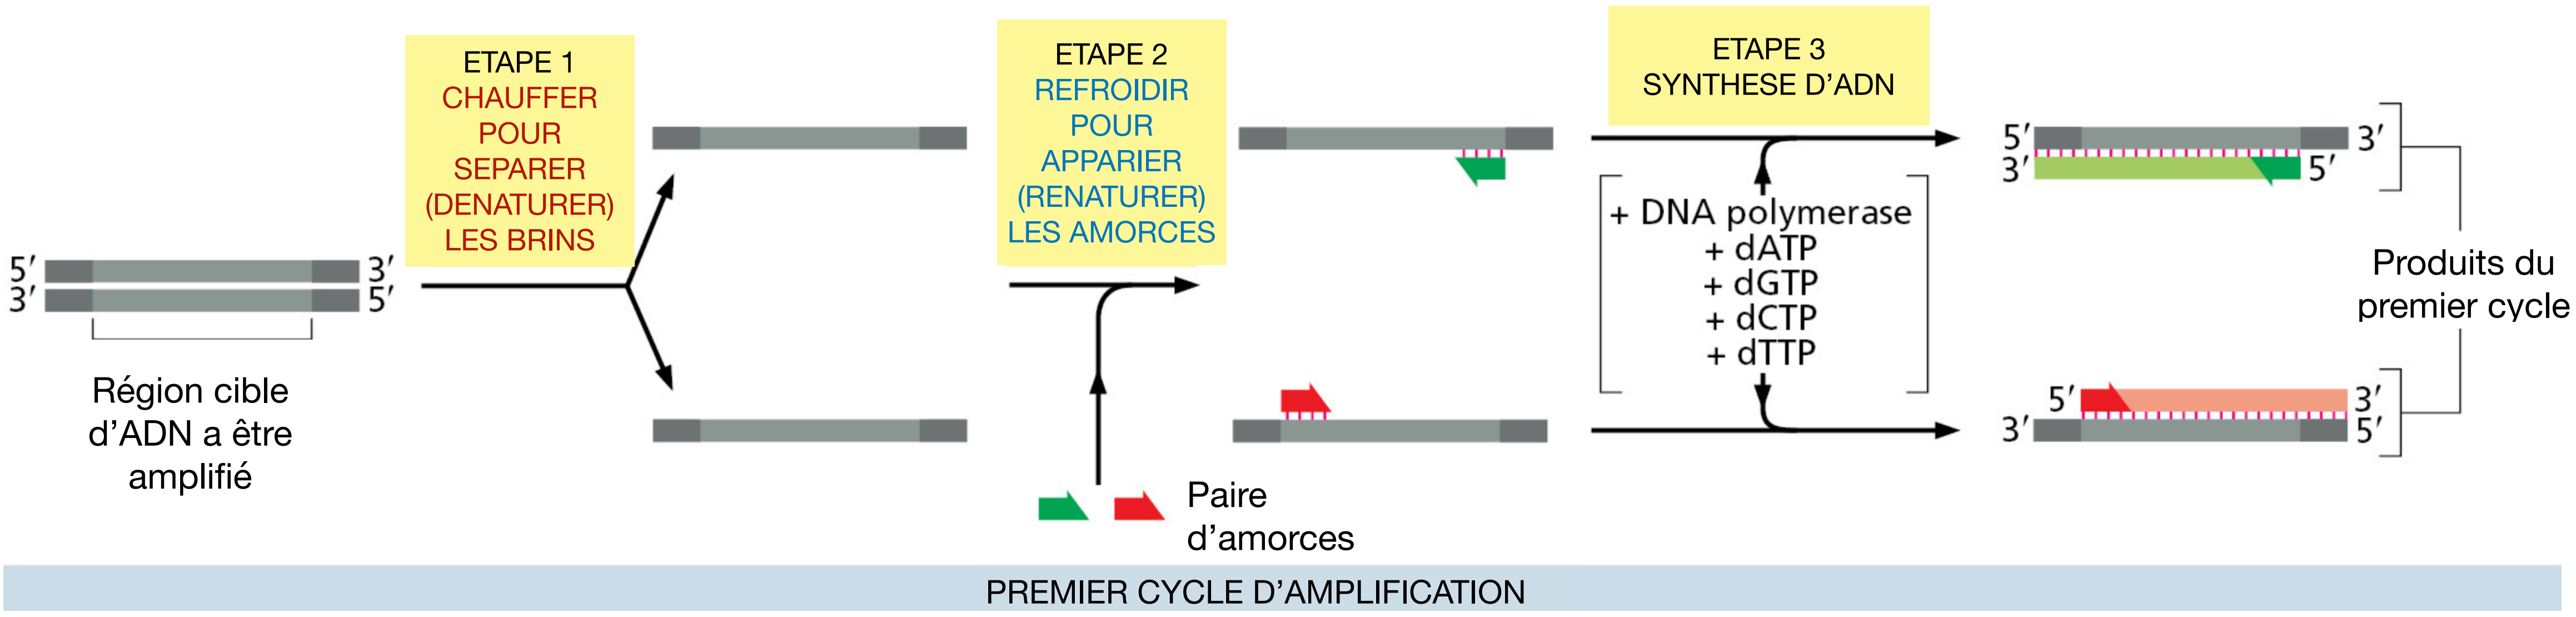 5′ 3′
3′ 5′
Région cible
d’ADN a être
amplifié
ETAPE 1
CHAUFFER
POUR
SEPARER
(DENATURER)
LES BRINS
ETAPE 2
REFROIDIR
POUR
APPARIER
(RENATURER)
LES AMORCES
Paire
d’amorces
ETAPE 3
SYNTHESE D’ADN
+ DNA polymerase
+ dATP
+ dGTP
+ dCTP
+ dTTP
5′ 3′
3′ 5′
5′ 3′
3′ 5′
Produits du
premier cycle
PREMIER CYCLE D’AMPLIFICATION